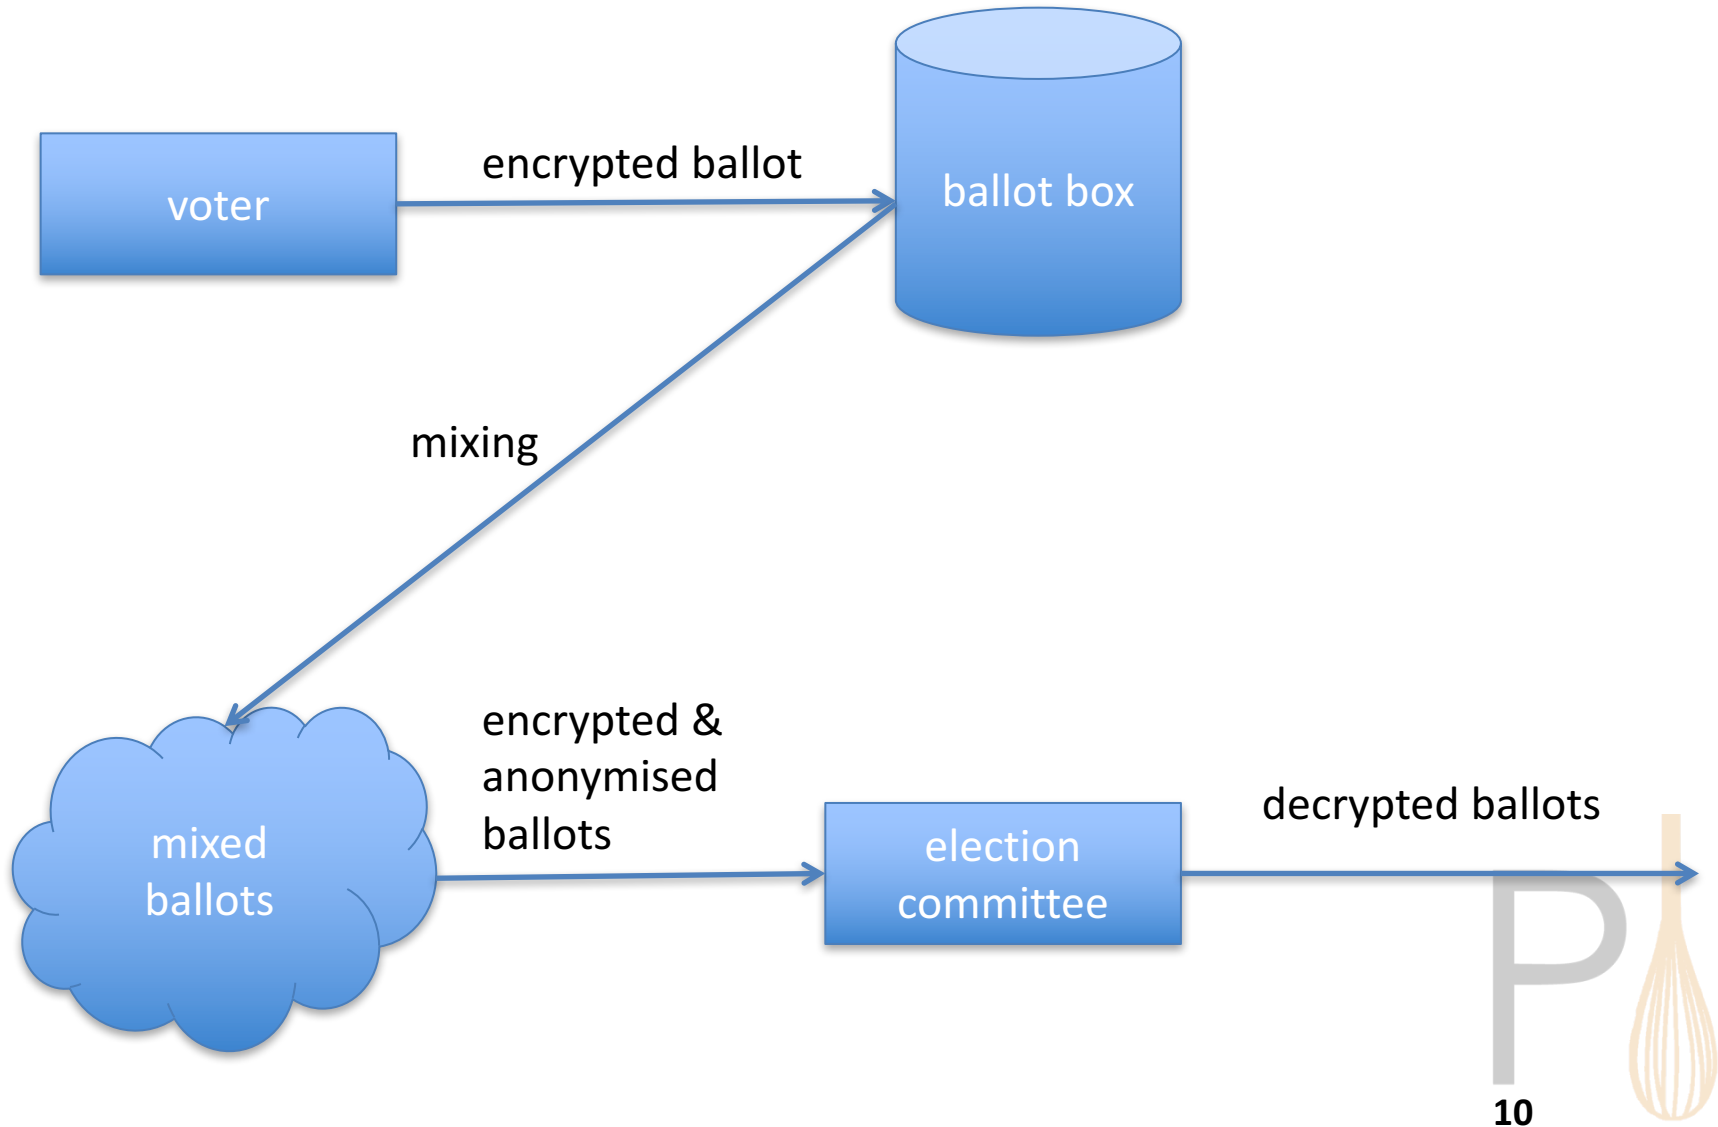 voter
encrypted ballot
ballot box
mixing
mixed
ballots
encrypted &
anonymised
ballots
election
committee
decrypted ballots
P
10